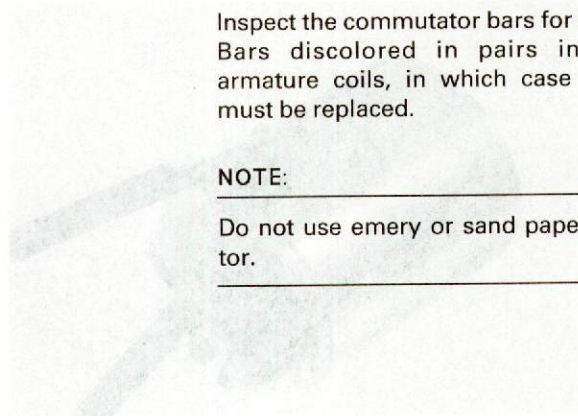 Inspect the commutator bars for
Bars discolored in pairs in
armature coils, in which case
must be replaced.
NOTE:
Do not use emery or sand pape
tor.